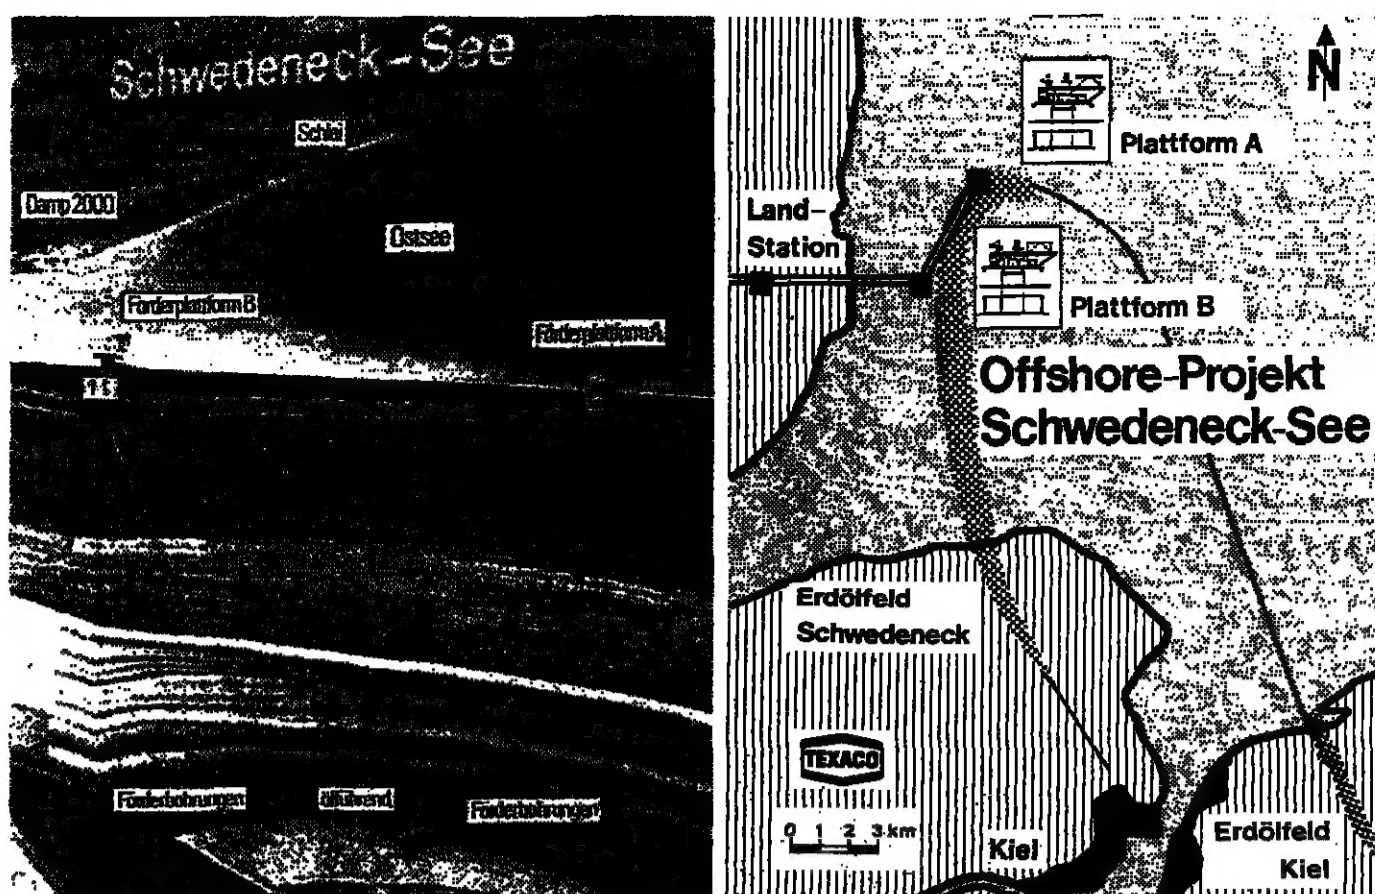 Schwedeneck-See
Schlei
Damp 2000
Ostsee
Förderplattform B
Förderplattform A
Förderbohrungen
ölführend
Förderbohrungen
N
Plattform A
Land-
Station
Plattform B
Offshore-Projekt
Schwedeneck-See
Erdölfeld
Schwedeneck
TEXACO
0 1 2 3 km
Kiel
Erdölfeld
Kiel